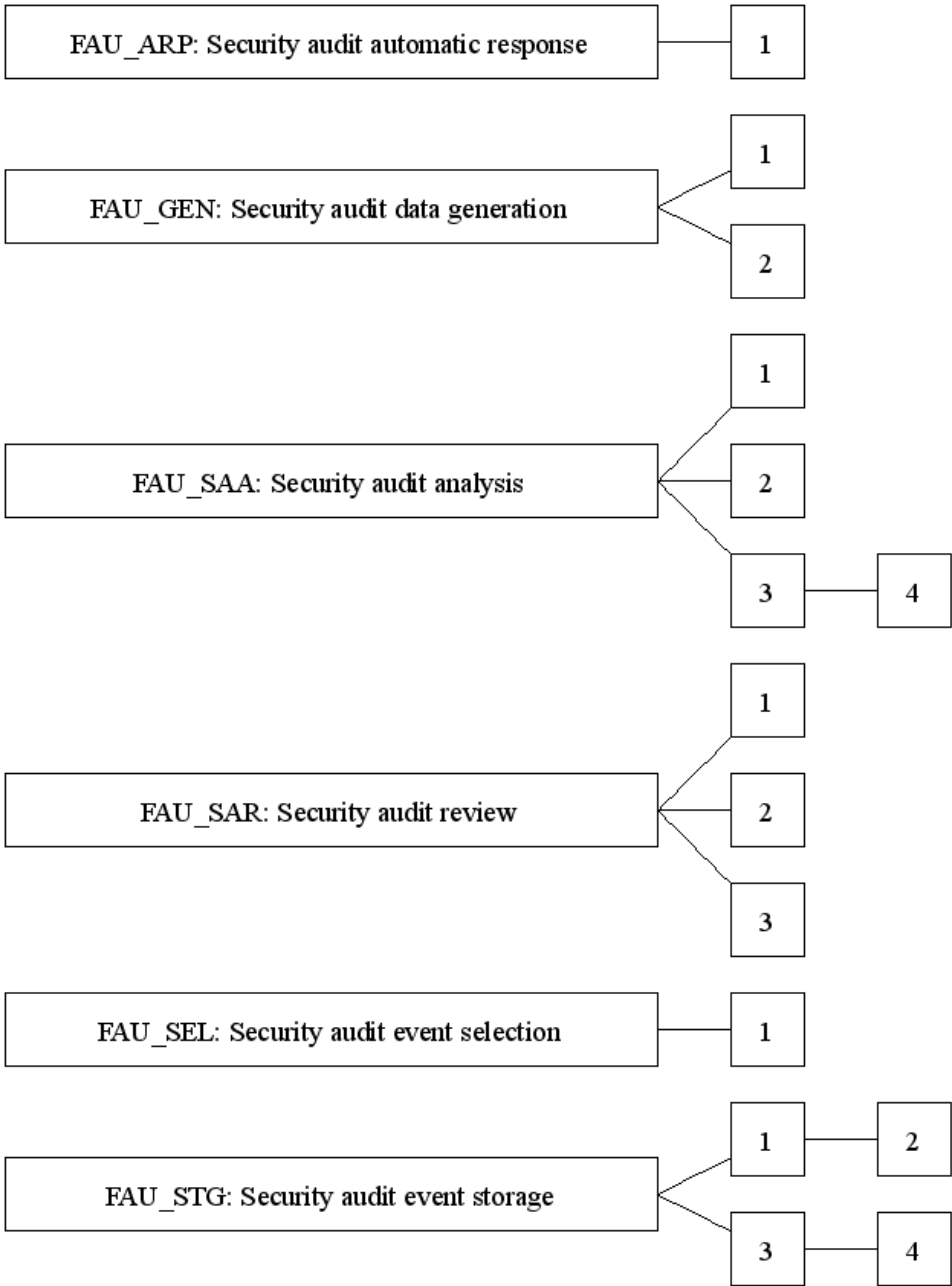 FAU_ARP: Security audit automatic response
1
FAU_GEN: Security audit data generation
1
2
FAU_SAA: Security audit analysis
1
2
3
4
FAU_SAR: Security audit review
1
2
3
FAU_SEL: Security audit event selection
1
FAU_STG: Security audit event storage
1
2
3
4